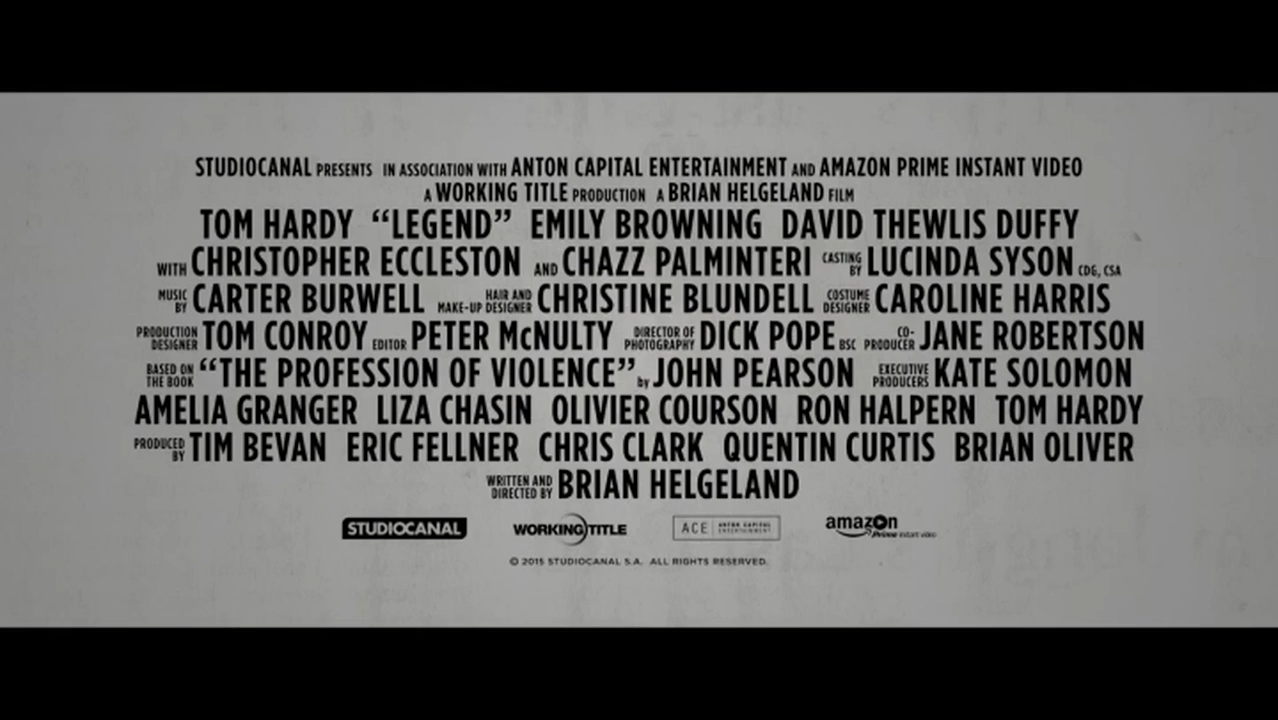 STUDIOCANAL PRESENTS IN ASSOCIATION WITH ANTON CAPITAL ENTERTAINMENT AND AMAZON PRIME INSTANT VIDEO
A WORKING TITLE PRODUCTION A BRIAN HELGELAND FILM
TOM HARDY “LEGEND” EMILY BROWNING DAVID THEWLIS DUFFY
WITH CHRISTOPHER ECCLESTON AND CHAZZ PALMINTERI CASTING BY LUCINDA SYSON CDG, CSA
MUSIC BY CARTER BURWELL HAIR AND MAKE-UP DESIGNER CHRISTINE BLUNDELL COSTUME DESIGNER CAROLINE HARRIS
PRODUCTION DESIGNER TOM CONROY EDITOR PETER McNULTY DIRECTOR OF PHOTOGRAPHY DICK POPE BSC CO-PRODUCER JANE ROBERTSON
BASED ON THE BOOK “THE PROFESSION OF VIOLENCE” by JOHN PEARSON EXECUTIVE PRODUCERS KATE SOLOMON
AMELIA GRANGER LIZA CHASIN OLIVIER COURSON RON HALPERN TOM HARDY
PRODUCED BY TIM BEVAN ERIC FELLNER CHRIS CLARK QUENTIN CURTIS BRIAN OLIVER
WRITTEN AND DIRECTED BY BRIAN HELGELAND
STUDIOCANAL WORKING TITLE ACE ANTON CAPITAL ENTERTAINMENT amazon Prime instant video
© 2015 STUDIOCANAL S.A. ALL RIGHTS RESERVED.